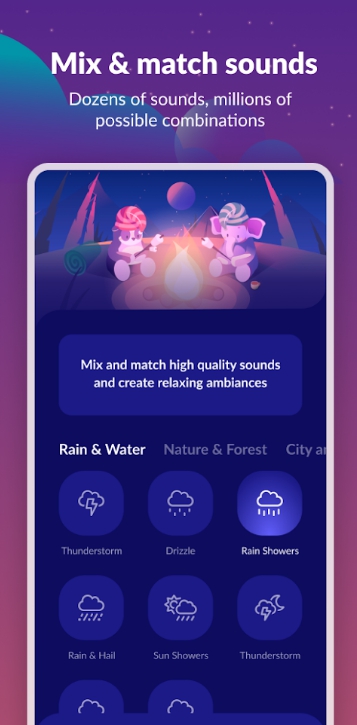 Mix & match sounds
Dozens of sounds, millions of
possible combinations
Mix and match high quality sounds
and create relaxing ambiances
Rain & Water Nature & Forest City
Thunderstorm Drizzle Rain Showers
Rain & Hail Sun Showers Thunderstorm